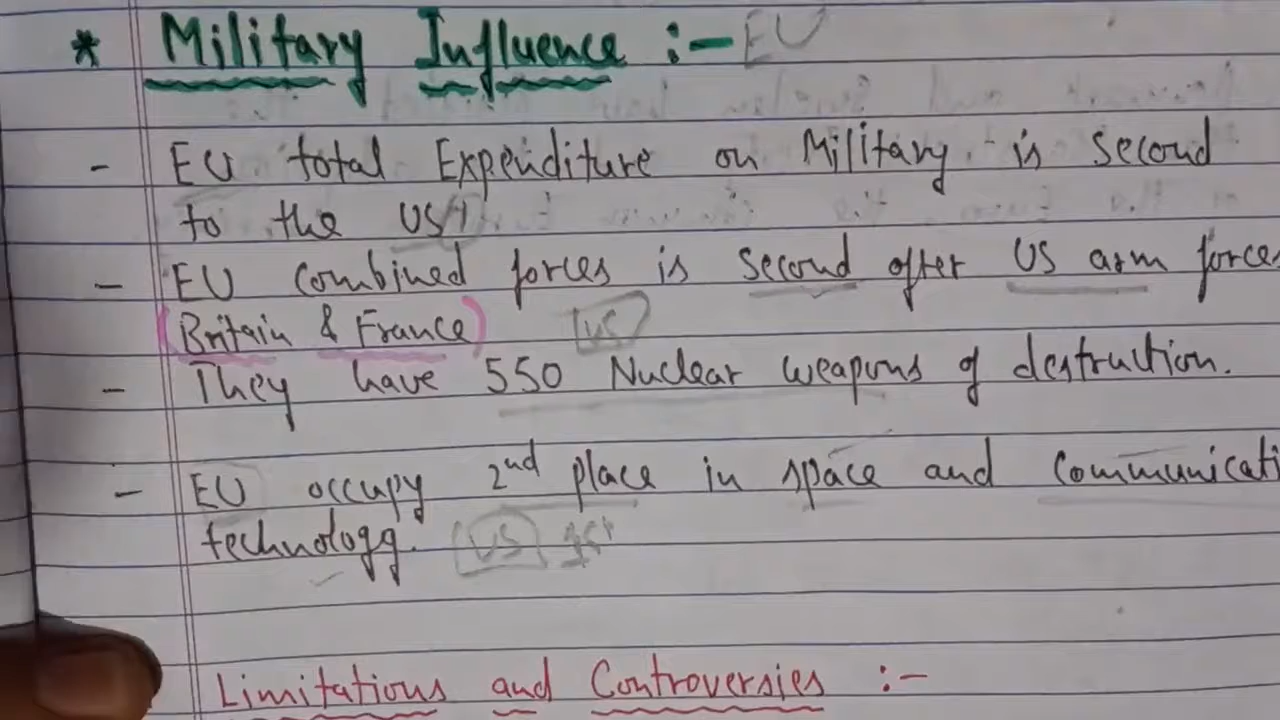 * Military Influence :- EU
- EU total Expenditure on Military is second
to the US
- EU combined forces is second after US arm forces
(Britain & France) US
- They have 550 Nuclear weapons of destruction.
- EU occupy 2nd place in space and communicati
technology. US 1st
Limitations and Controversies :-